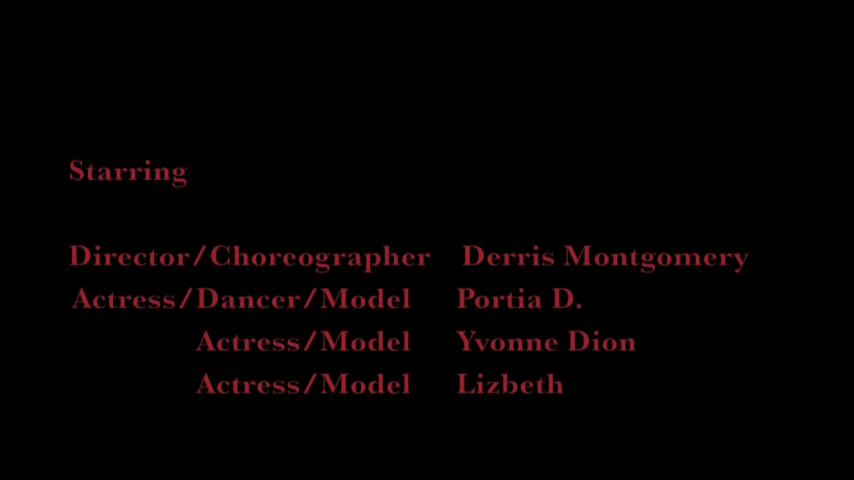 Starring
Director/Choreographer Derris Montgomery
Actress/Dancer/Model Portia D.
Actress/Model Yvonne Dion
Actress/Model Lizbeth